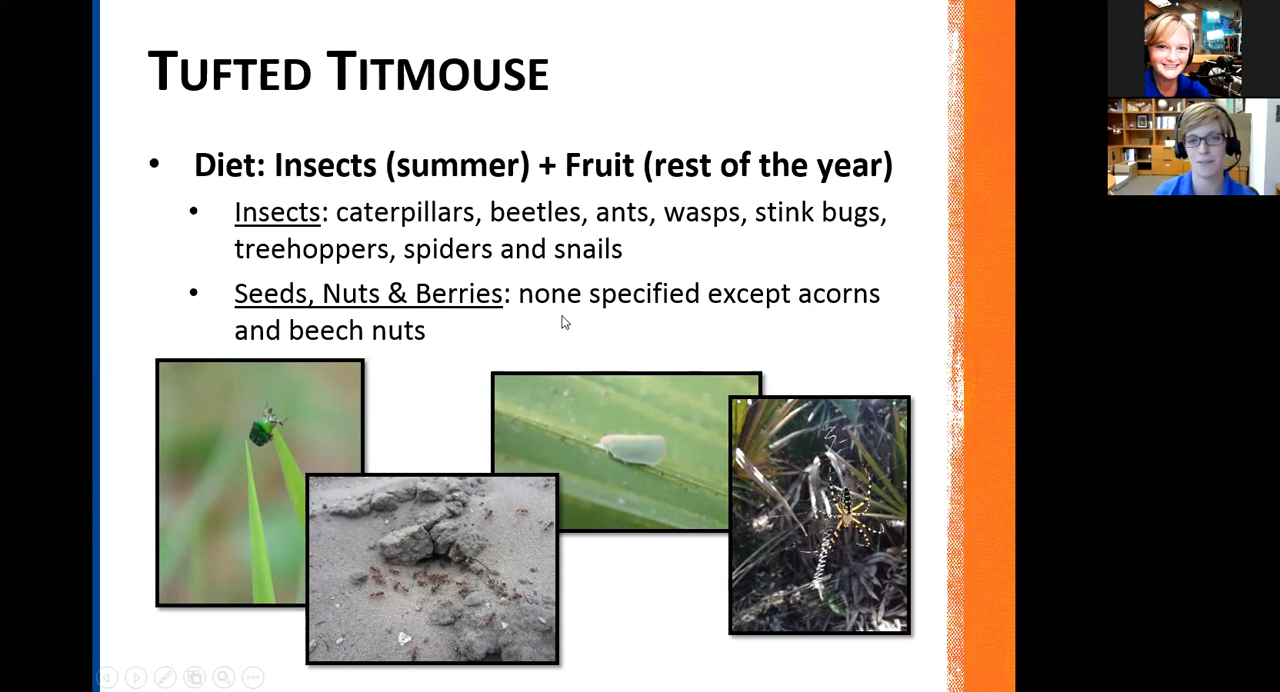 TUFTED TITMOUSE
• Diet: Insects (summer) + Fruit (rest of the year)
• Insects: caterpillars, beetles, ants, wasps, stink bugs,
treehoppers, spiders and snails
• Seeds, Nuts & Berries: none specified except acorns
and beech nuts